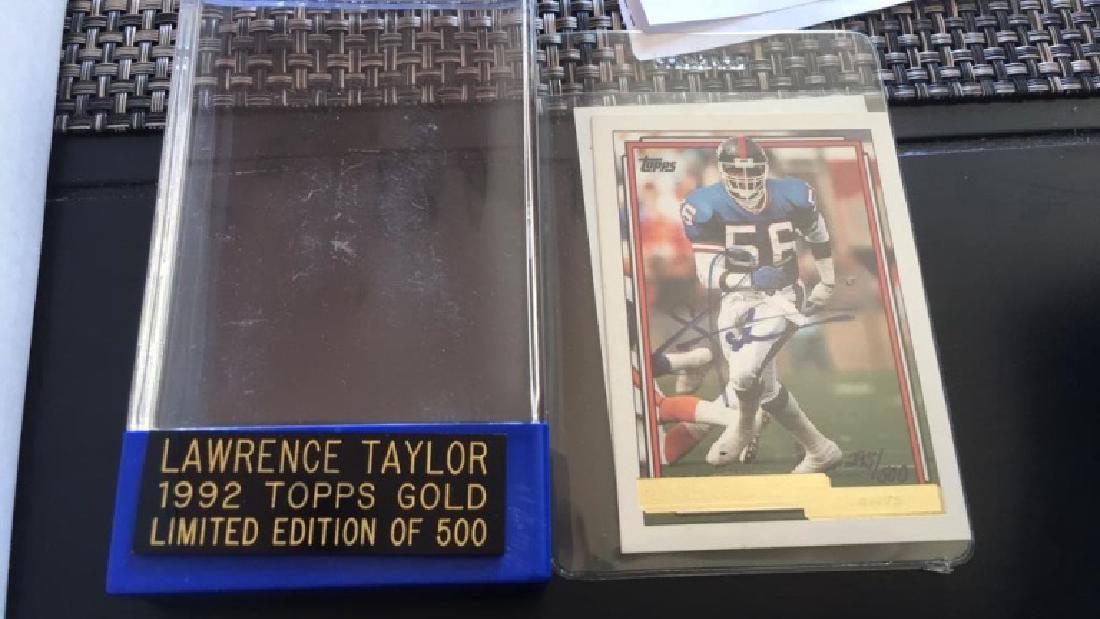 LAWRENCE TAYLOR
1992 TOPPS GOLD
LIMITED EDITION OF 500
TOPPS
56